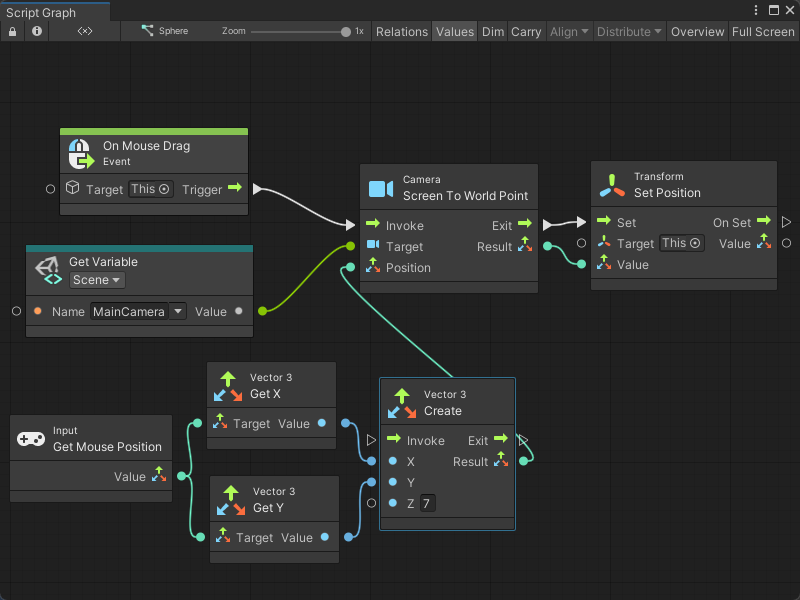 Script Graph
Sphere Zoom 1x Relations Values Dim Carry Align Distribute Overview Full Screen
On Mouse Drag
Event
Target This Trigger
Camera
Screen To World Point
Invoke Exit
Target Result
Position
Transform
Set Position
Set On Set
Target This Value
Value
Get Variable
Scene
Name MainCamera Value
Vector 3
Get X
Target Value
Vector 3
Create
Invoke Exit
X Result
Y
Z 7
Input
Get Mouse Position
Value
Vector 3
Get Y
Target Value